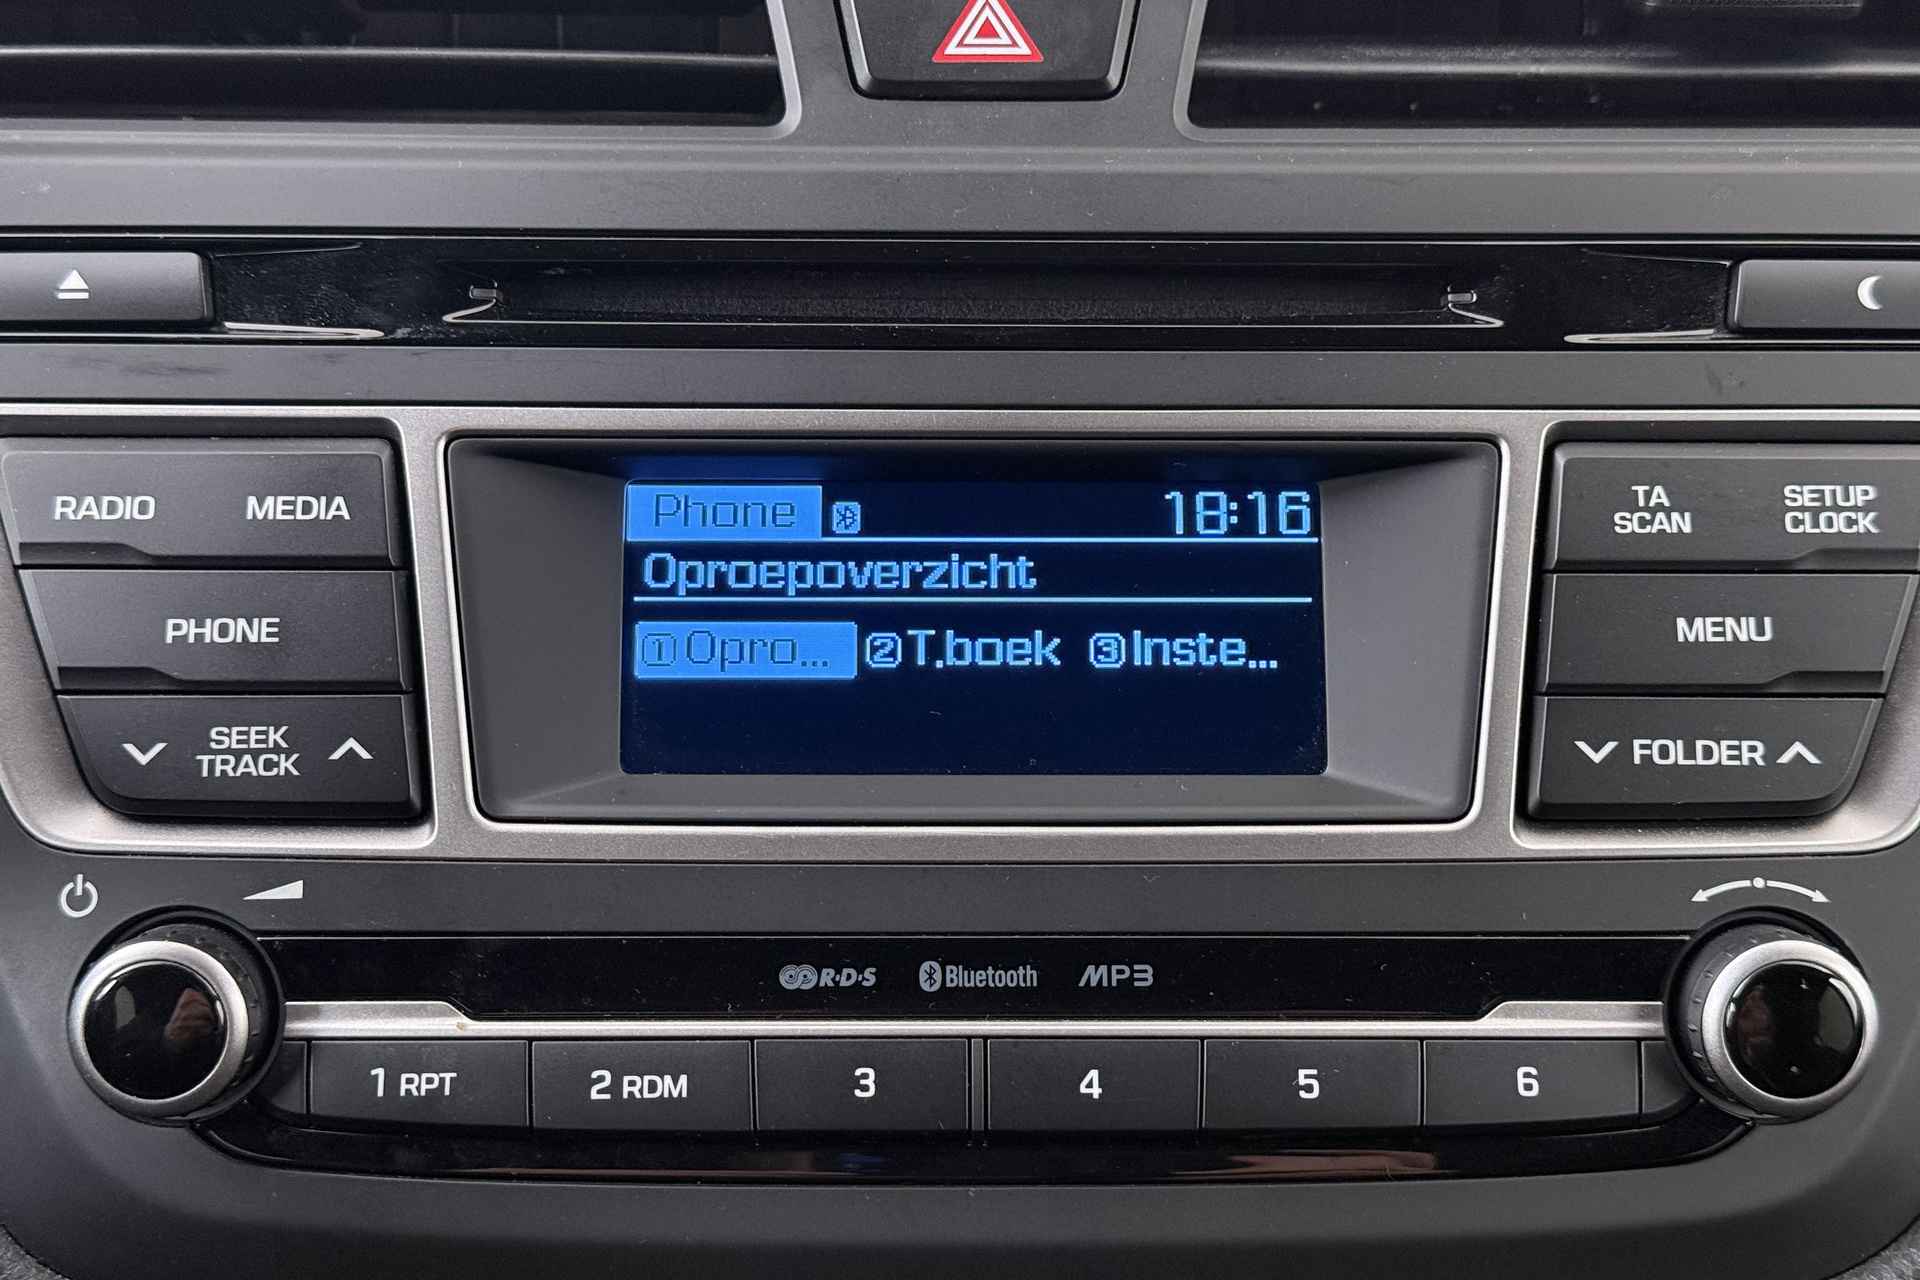 RADIO MEDIA
PHONE
SEEK
TRACK
Phone 18:16
Oproepoverzicht
①Opro... ②T.boek ③Inste...
TA
SCAN
SETUP
CLOCK
MENU
FOLDER
R·D·S Bluetooth MP3
1 RPT 2 RDM 3 4 5 6